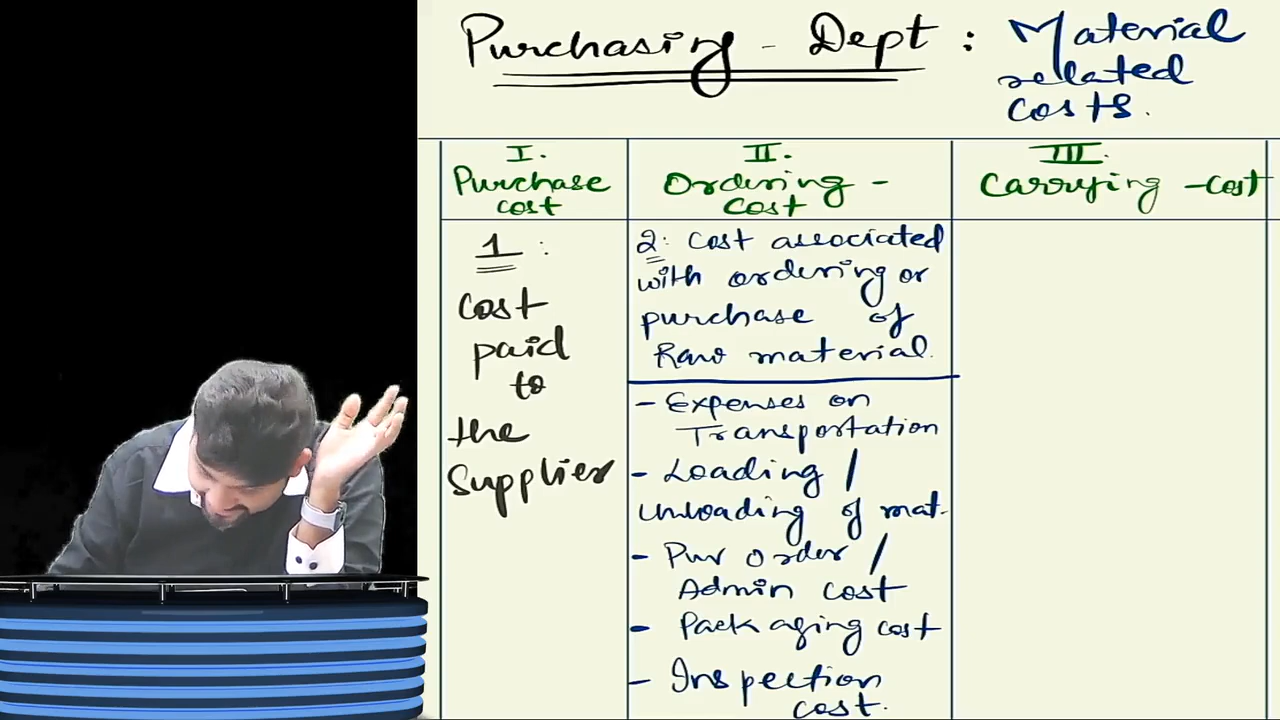 Purchasing - Dept : Material
related
costs.
I.
Purchase
cost
II.
Ordering -
Cost
III.
Carrying - cost
1 :
Cost
paid
to
the
Supplier
2: Cost associated
with ordering or
purchase of
Raw material.
- Expenses on
Transportation
- Loading /
Unloading of mat.
- Pur order /
Admin cost
- Packaging cost
- Inspection
cost.